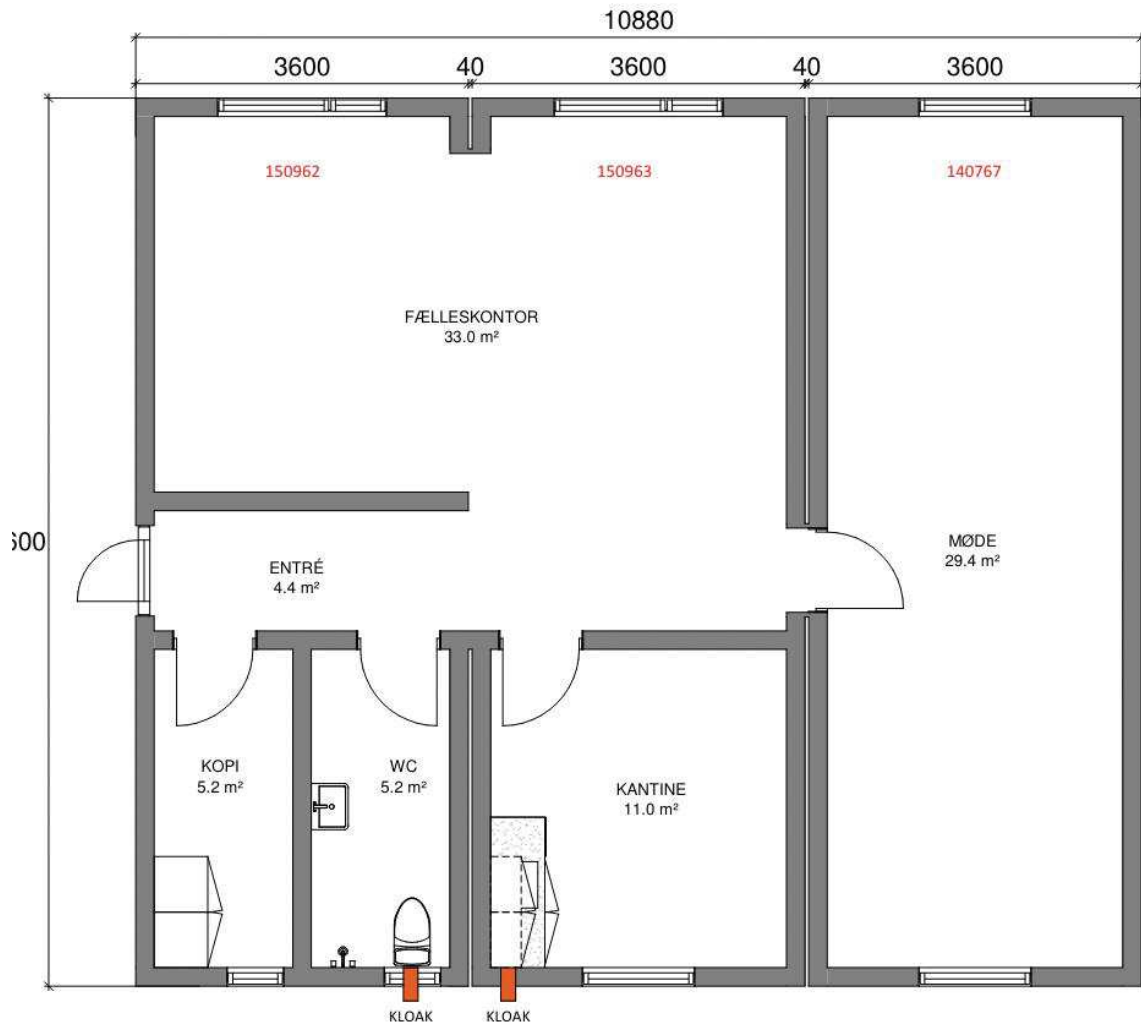 10880
3600 40 3600 40 3600
150962 150963 140767
FÆLLESKONTOR
33.0 m²
MØDE
29.4 m²
ENTRÉ
4.4 m²
KOPI
5.2 m²
WC
5.2 m²
KANTINE
11.0 m²
KLOAK KLOAK